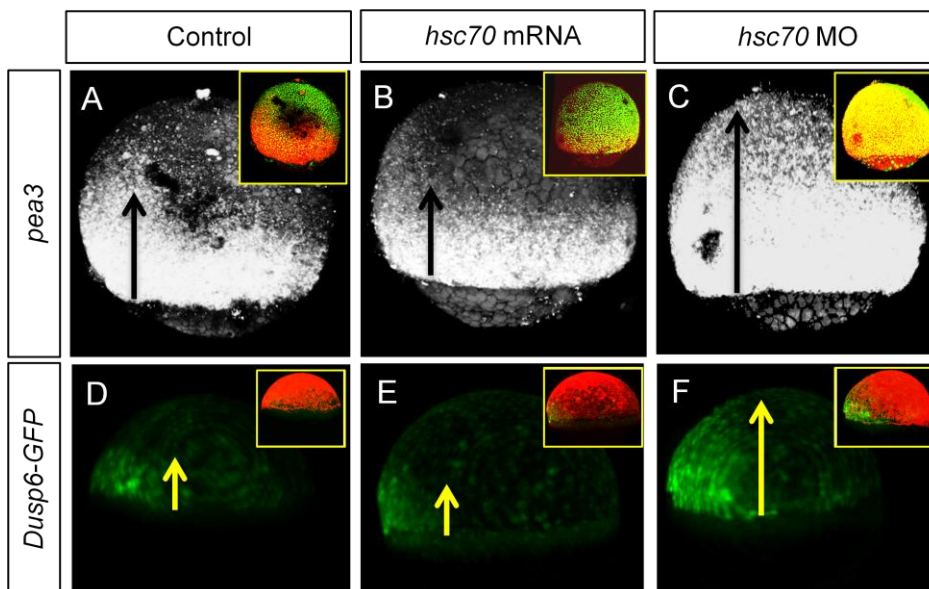 Control
hsc70 mRNA
hsc70 MO
pea3
A
B
C
Dusp6-GFP
D
E
F